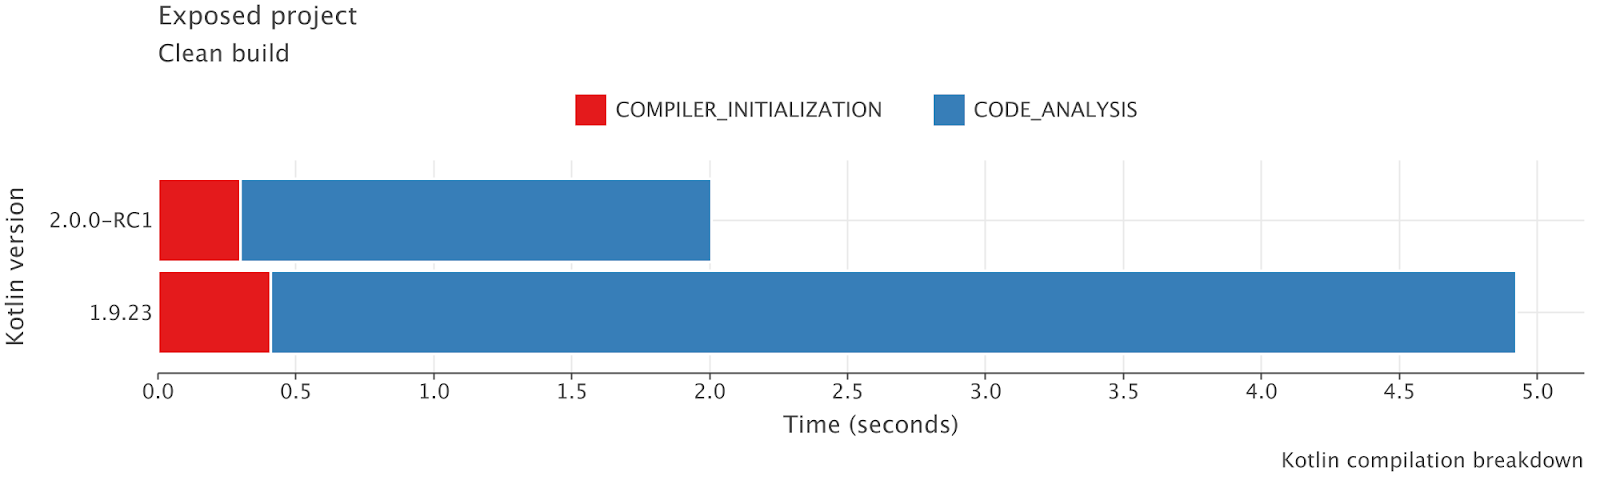 Exposed project
Clean build
COMPILER_INITIALIZATION CODE_ANALYSIS
Kotlin version
2.0.0–RC1
1.9.23
0.0 0.5 1.0 1.5 2.0 2.5 3.0 3.5 4.0 4.5 5.0
Time (seconds)
Kotlin compilation breakdown